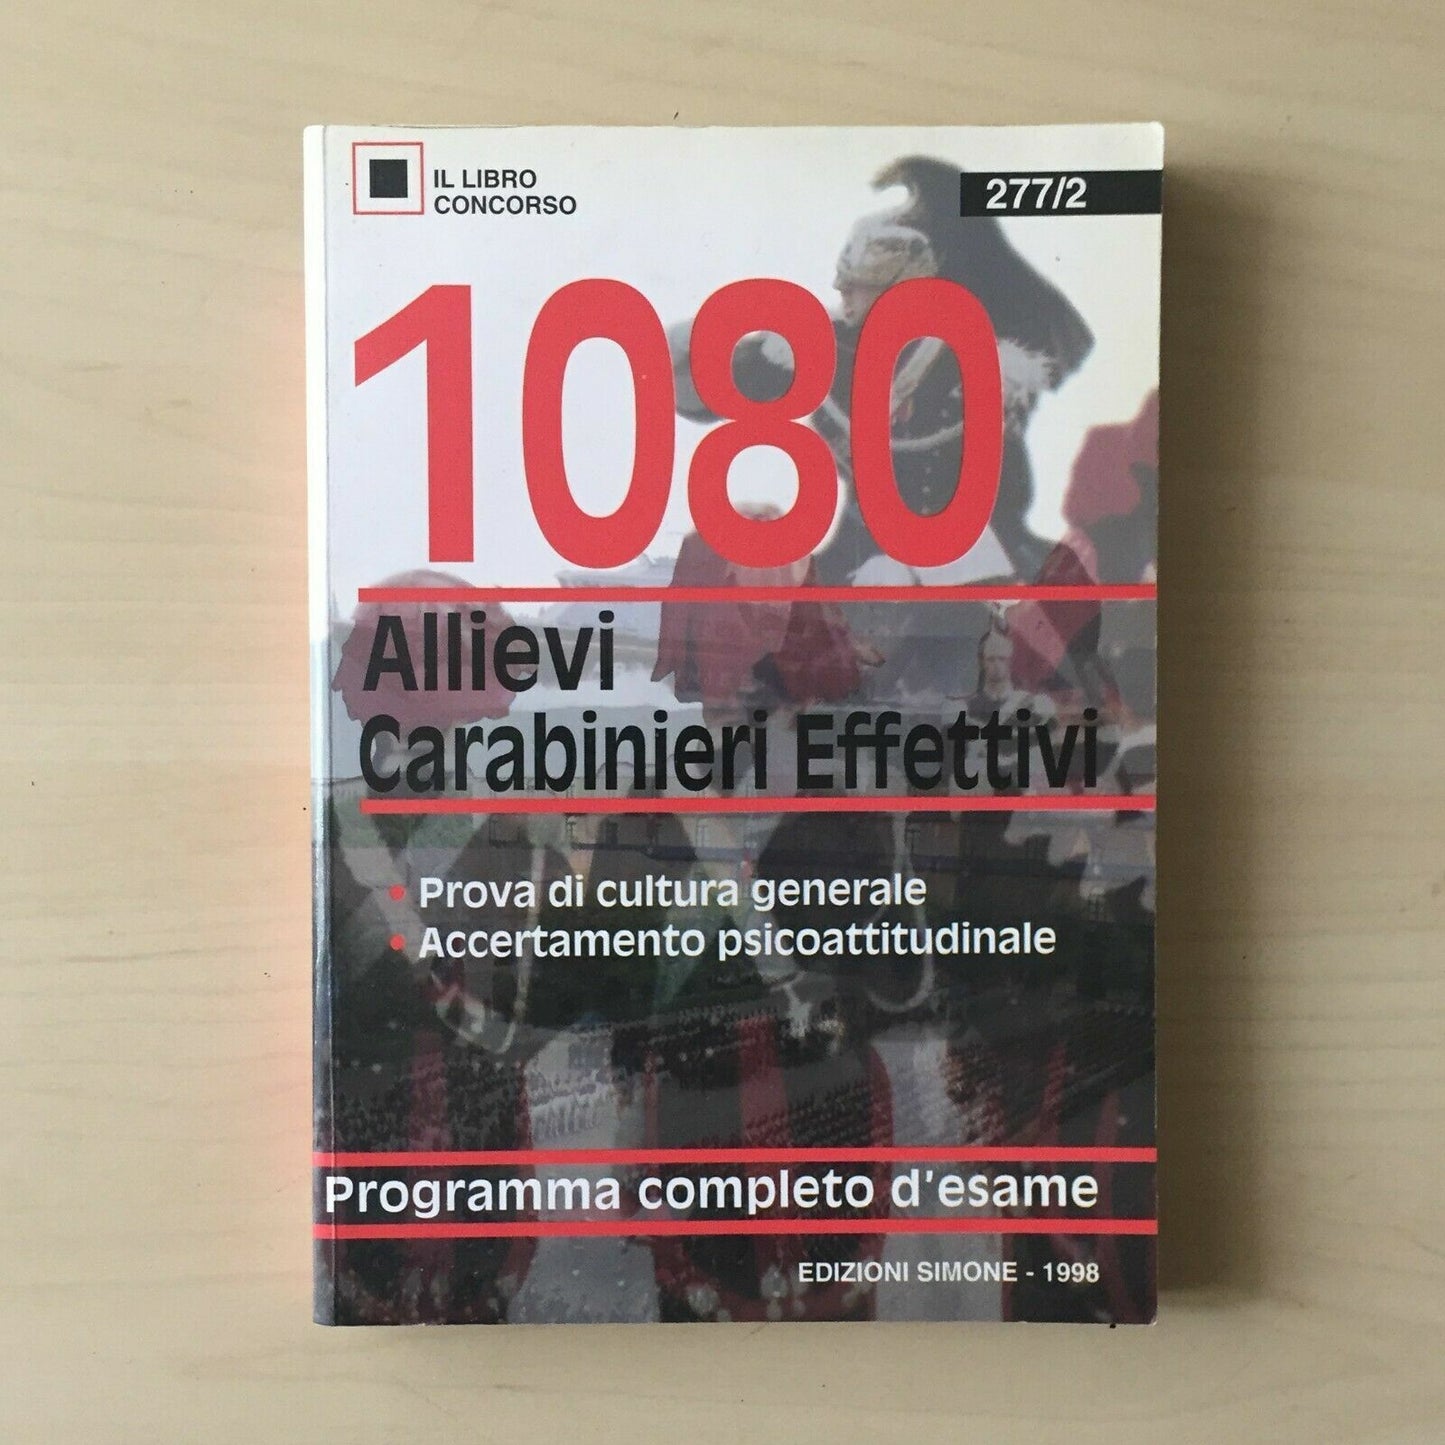 IL LIBRO
CONCORSO
277/2
1080
Allievi
Carabinieri Effettivi
• Prova di cultura generale
• Accertamento psicoattitudinale
Programma completo d'esame
EDIZIONI SIMONE - 1998